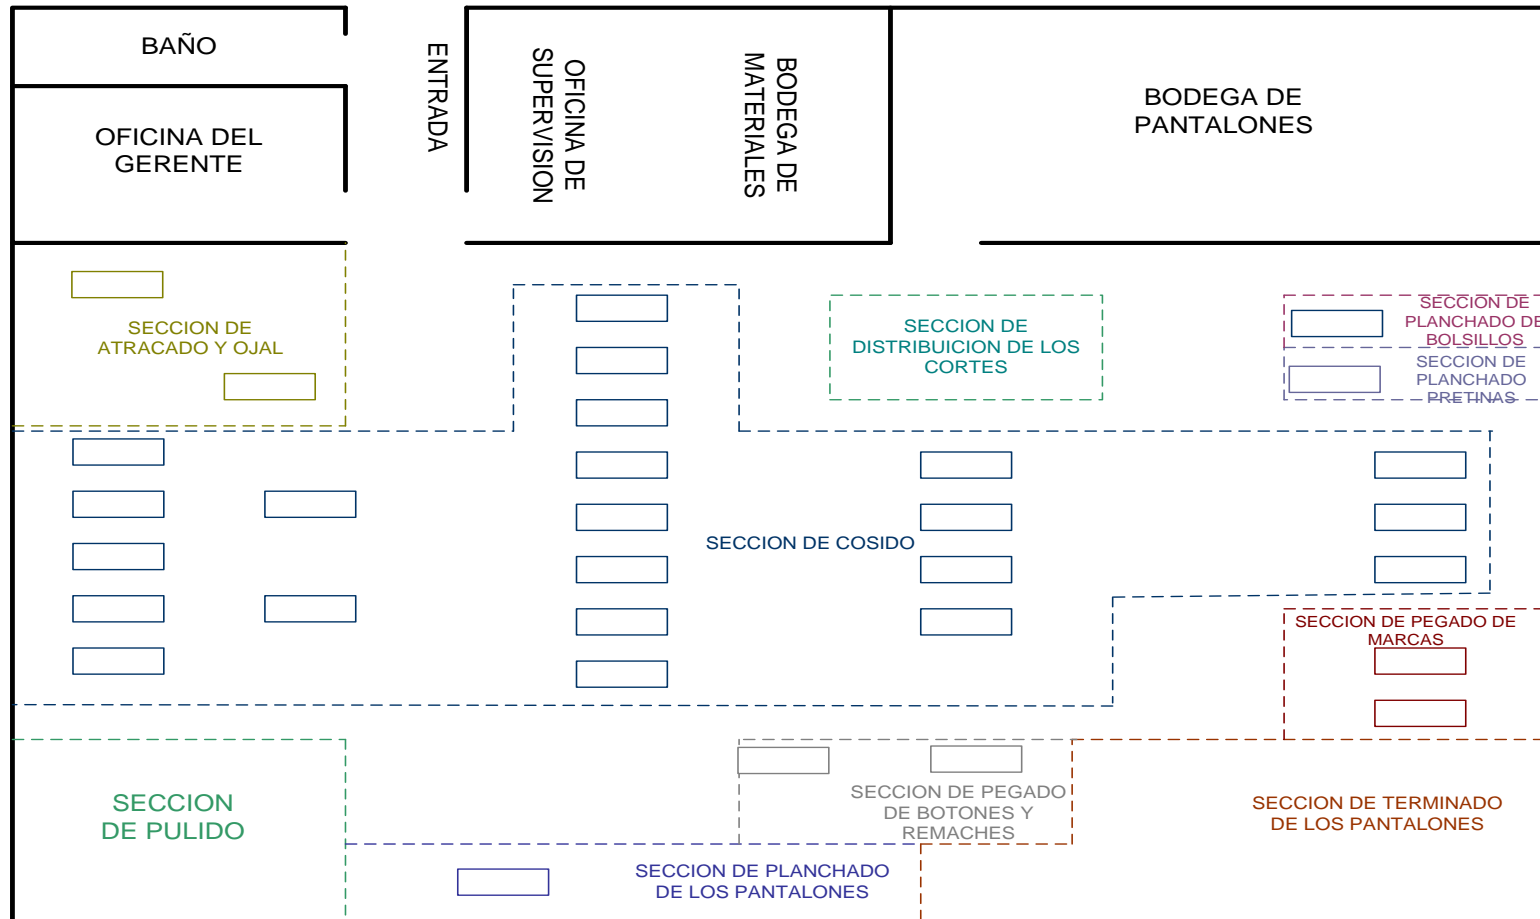 BAÑO
OFICINA DEL
GERENTE
ENTRADA
OFICINA DE
SUPERVISION
BODEGA DE
MATERIALES
BODEGA DE
PANTALONES
SECCION DE
ATRACADO Y OJAL
SECCION DE
DISTRIBUICION DE LOS
CORTES
SECCION DE
PLANCHADO DE
BOLSILLOS
SECCION DE
PLANCHADO
PRETINAS
SECCION DE COSIDO
SECCION DE PEGADO DE
MARCAS
SECCION
DE PULIDO
SECCION DE PEGADO
DE BOTONES Y
REMACHES
SECCION DE TERMINADO
DE LOS PANTALONES
SECCION DE PLANCHADO
DE LOS PANTALONES